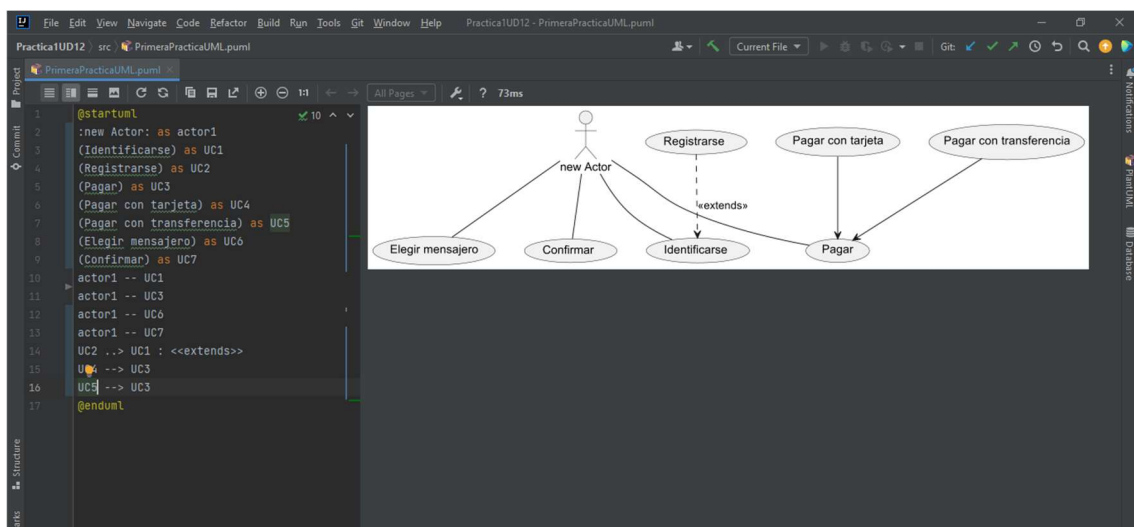 File Edit View Navigate Code Refactor Build Run Tools Git Window Help Practica1UD12 - PrimeraPracticaUML.puml
Practica1UD12 src PrimeraPracticaUML.puml Current File Git:
PrimeraPracticaUML.puml
1:1 All Pages ? 73ms
1 @startuml 10
2 :new Actor: as actor1
3 (Identificarse) as UC1
4 (Registrarse) as UC2
5 (Pagar) as UC3
6 (Pagar con tarjeta) as UC4
7 (Pagar con transferencia) as UC5
8 (Elegir mensajero) as UC6
9 (Confirmar) as UC7
10 actor1 -- UC1
11 actor1 -- UC3
12 actor1 -- UC6
13 actor1 -- UC7
14 UC2 ..> UC1 : <<extends>>
15 UC4 --> UC3
16 UC5 --> UC3
17 @enduml
Registrarse Pagar con tarjeta Pagar con transferencia
new Actor
«extends»
Elegir mensajero Confirmar Identificarse Pagar
Project
Commit
Structure
Notifications
PlantUML
Database